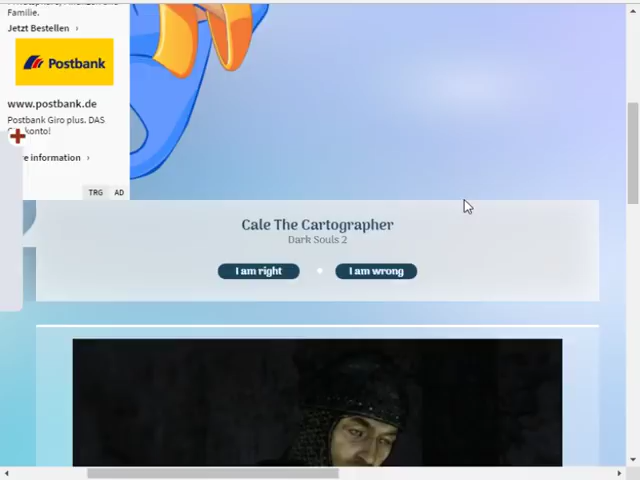 Familie.
Jetzt Bestellen ›
Postbank
www.postbank.de
Postbank Giro plus. DAS
konto!
information ›
TRG AD
Cale The Cartographer
Dark Souls 2
I am right
I am wrong